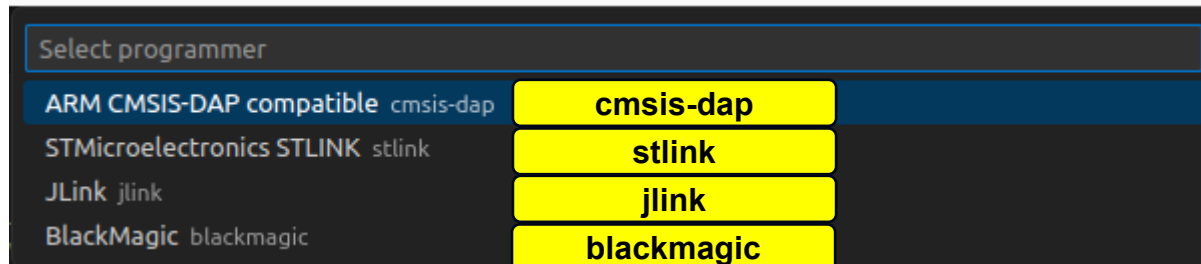 Select programmer
ARM CMSIS-DAP compatible cmsis-dap cmsis-dap
STMicroelectronics STLINK stlink stlink
JLink jlink jlink
BlackMagic blackmagic blackmagic